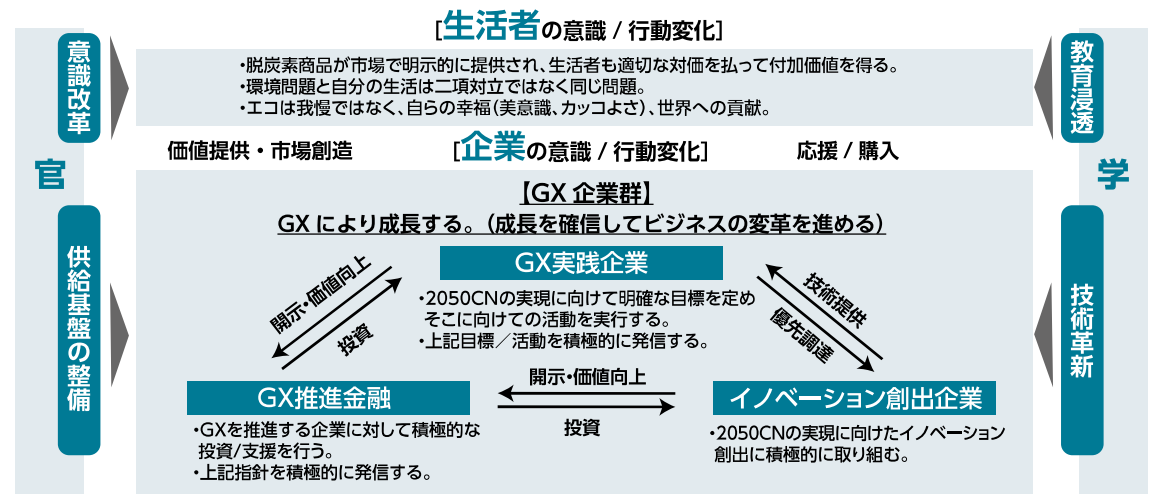 [生活者の意識 / 行動変化]
官
意識改革
・脱炭素商品が市場で明示的に提供され、生活者も適切な対価を払って付加価値を得る。
・環境問題と自分の生活は二項対立ではなく同じ問題。
・エコは我慢ではなく、自らの幸福（美意識、カッコよさ）、世界への貢献。
教育浸透
学
価値提供・市場創造
[企業の意識 / 行動変化]
応援 / 購入
供給基盤の整備
【GX 企業群】
GX により成長する。（成長を確信してビジネスの変革を進める）
GX実践企業
・2050CNの実現に向けて明確な目標を定め
そこに向けての活動を実行する。
・上記目標／活動を積極的に発信する。
開示・価値向上
投資
技術提供
優先調達
GX推進金融
・GXを推進する企業に対して積極的な
投資/支援を行う。
・上記指針を積極的に発信する。
開示・価値向上
投資
イノベーション創出企業
・2050CNの実現に向けたイノベーション
創出に積極的に取り組む。
技術革新